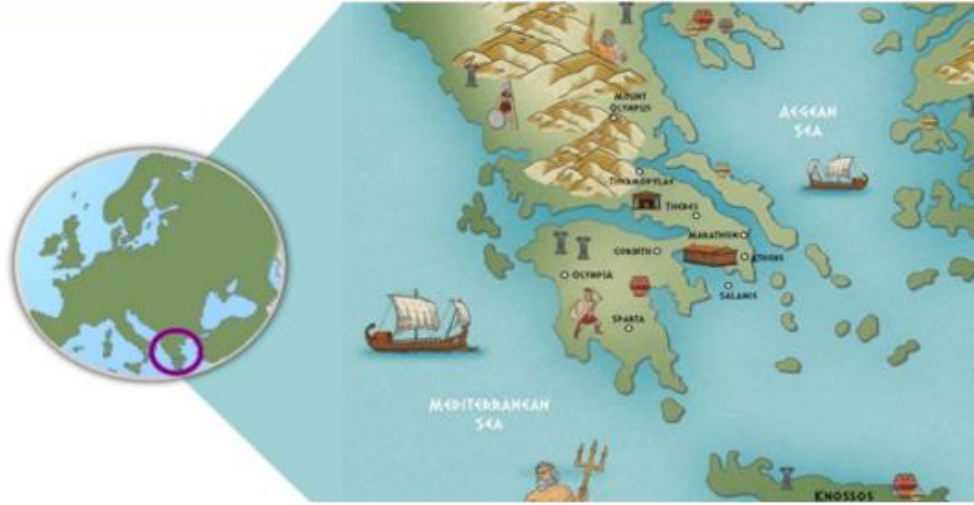 MOUNT
OLYMPUS
AEGEAN
SEA
THERMOPYLAE
THEBES
MARATHON
CORINTH
ATHENS
OLYMPIA
SALAMIS
SPARTA
MEDITERRANEAN
SEA
KNOSSOS